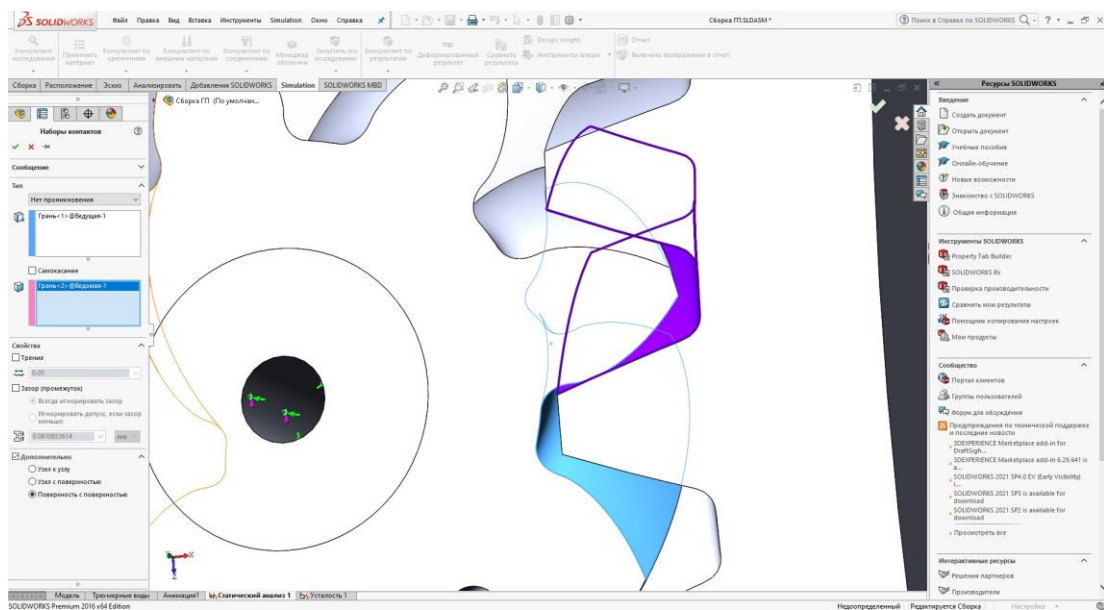 SOLIDWORKS Файл Правка Вид Вставка Инструменты Simulation Окно Справка Сборка ГП.SLDASM * Поиск в Справке по SOLIDWORKS
Консультант исследования
Применить материал
Консультант по креплениям
Консультант по внешним нагрузкам
Консультант по соединениям
Менеджер оболочки
Запустить это исследование
Консультант по результатам
Деформированный результат
Сравнить результаты
Design Insight
Инструменты эпюры
Отчет
Включить изображение в отчет
Сборка Расположение Эскиз Анализировать Добавления SOLIDWORKS Simulation SOLIDWORKS MBD
Сборка ГП (По умолчан...
Наборы контактов
Сообщение
Тип
Нет проникновения
Грань<1>@Ведущая-1
Самокасание
Грань<2>@Ведомая-1
Свойства
Трение
0.05
Зазор (промежуток)
Всегда игнорировать зазор
Игнорировать допуск, если зазор
меньше:
mm
Дополнительно
Узел к узлу
Узел с поверхностью
Поверхность с поверхностью
Ресурсы SOLIDWORKS
Введение
Создать документ
Открыть документ
Учебные пособия
Онлайн-обучение
Новые возможности
Знакомство с SOLIDWORKS
Общая информация
Инструменты SOLIDWORKS
Property Tab Builder
SOLIDWORKS Rx
Проверка производительности
Сравнить мои результаты
Помощник копирования настроек
Мои продукты
Сообщество
Портал клиентов
Группы пользователей
Форум для обсуждения
Предупреждения по технической поддержке
и последние новости
3DEXPERIENCE Marketplace add-in for
DraftSigh...
3DEXPERIENCE Marketplace add-in 6.29.641 is
a...
SOLIDWORKS 2021 SP4.0 EV (Early Visibility)
i...
SOLIDWORKS 2021 SP3 is available for
download
SOLIDWORKS 2021 SP2 is available for
download
Просмотреть все
Интерактивные ресурсы
Решения партнеров
Производители
Модель Трехмерные виды Анимация1 Статический анализ 1 Усталость 1
SOLIDWORKS Premium 2016 x64 Edition Недоопределенный Редактируется Сборка Настройка